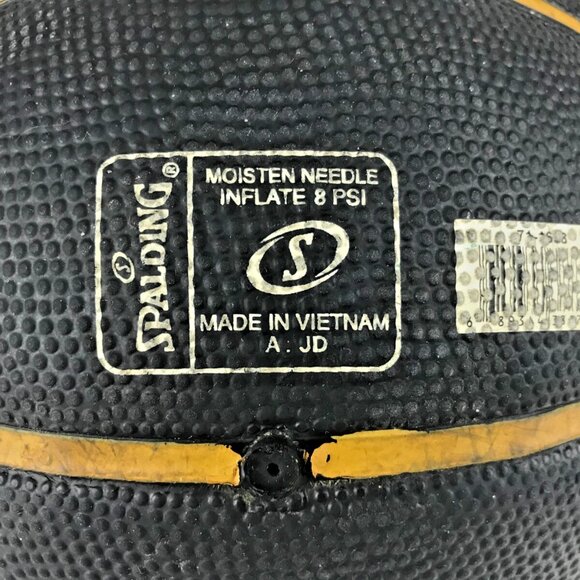 SPALDING®
MOISTEN NEEDLE
INFLATE 8 PSI
S
MADE IN VIETNAM
A : JD